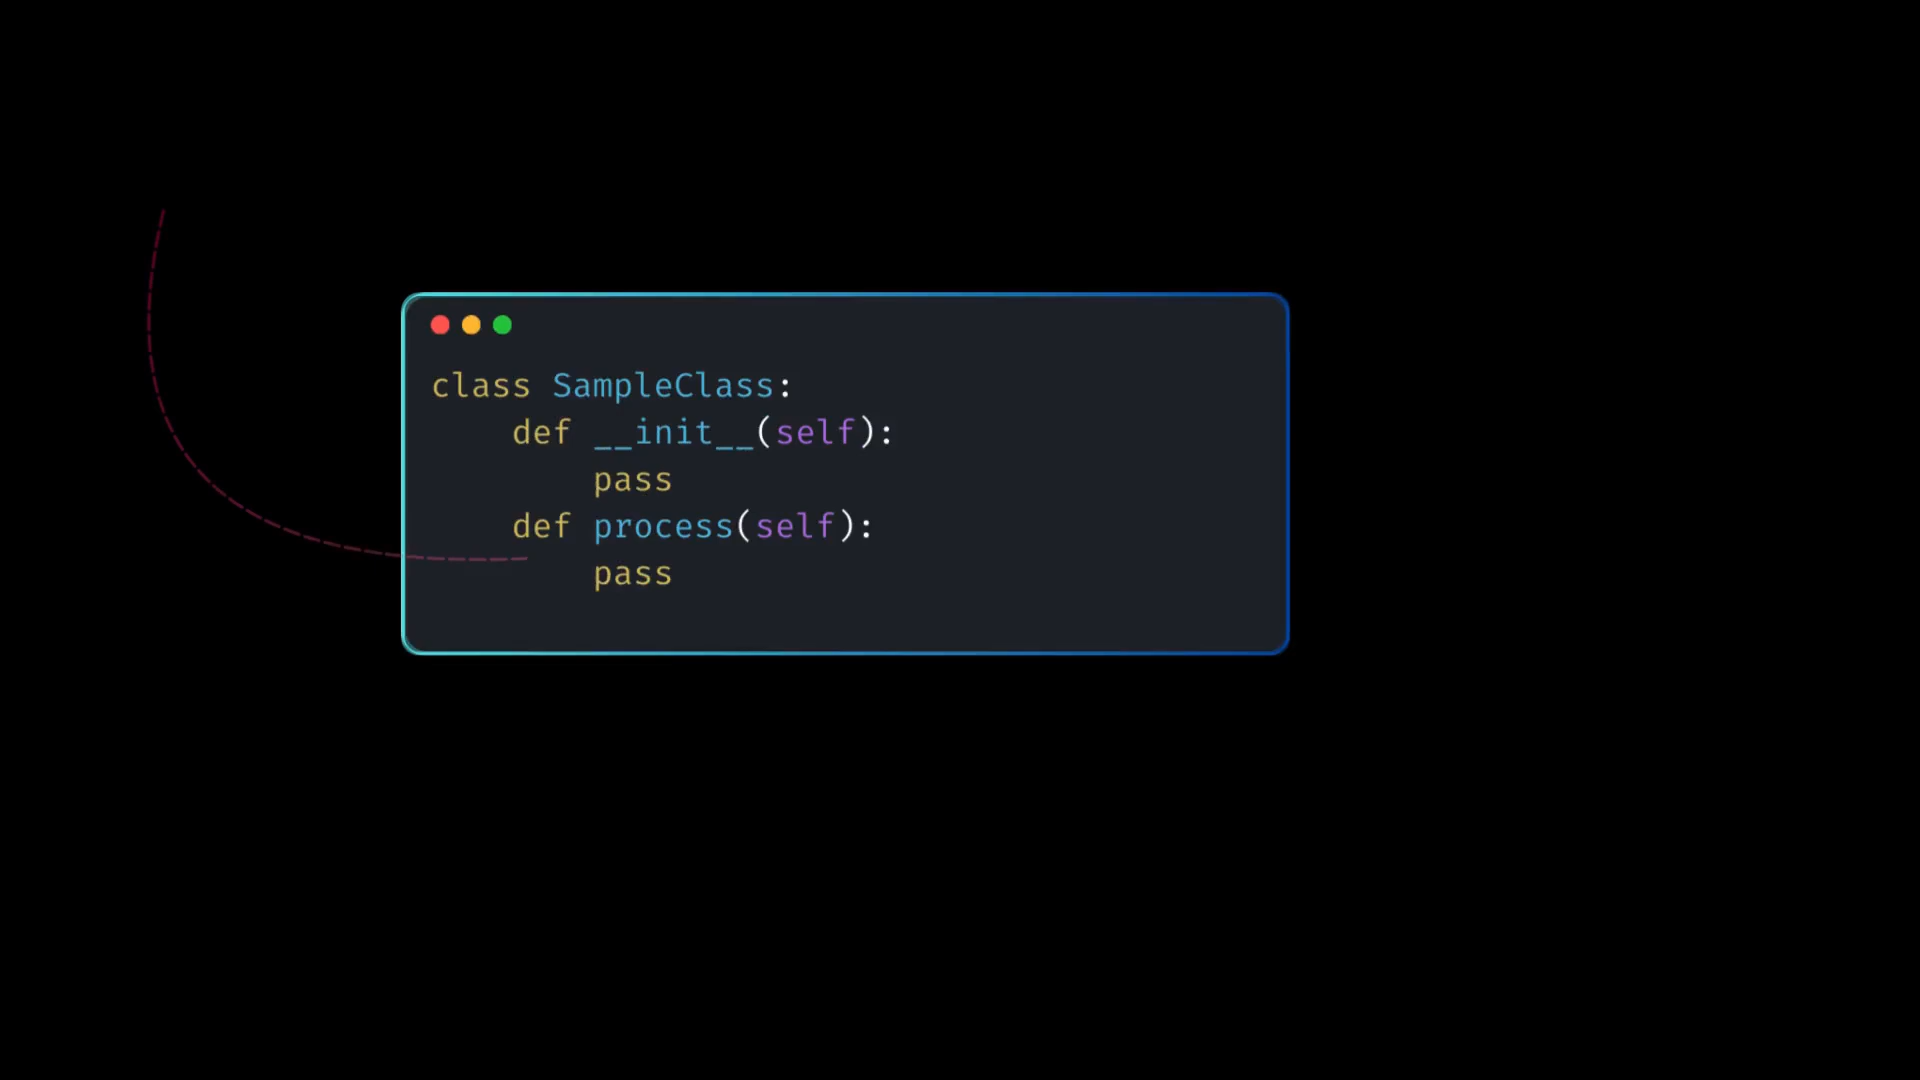 class SampleClass:
    def __init__(self):
        pass
    def process(self):
        pass